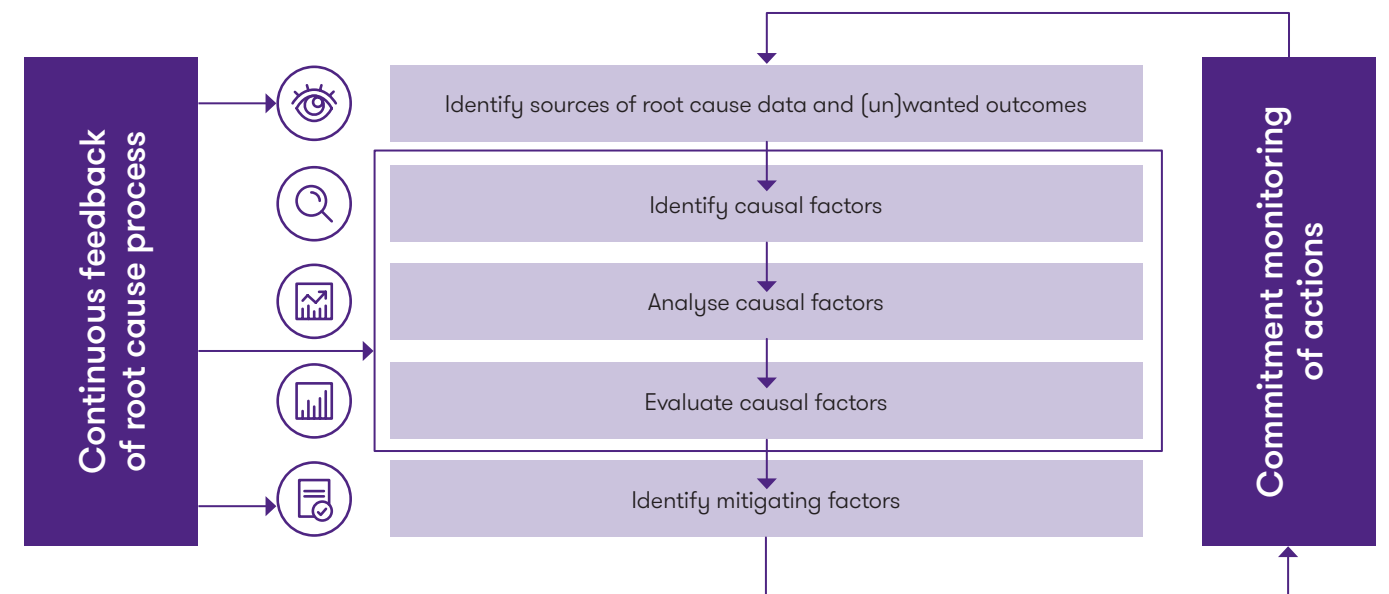 Continuous feedback
of root cause process
Identify sources of root cause data and (un)wanted outcomes
Identify causal factors
Analyse causal factors
Evaluate causal factors
Identify mitigating factors
Commitment monitoring
of actions